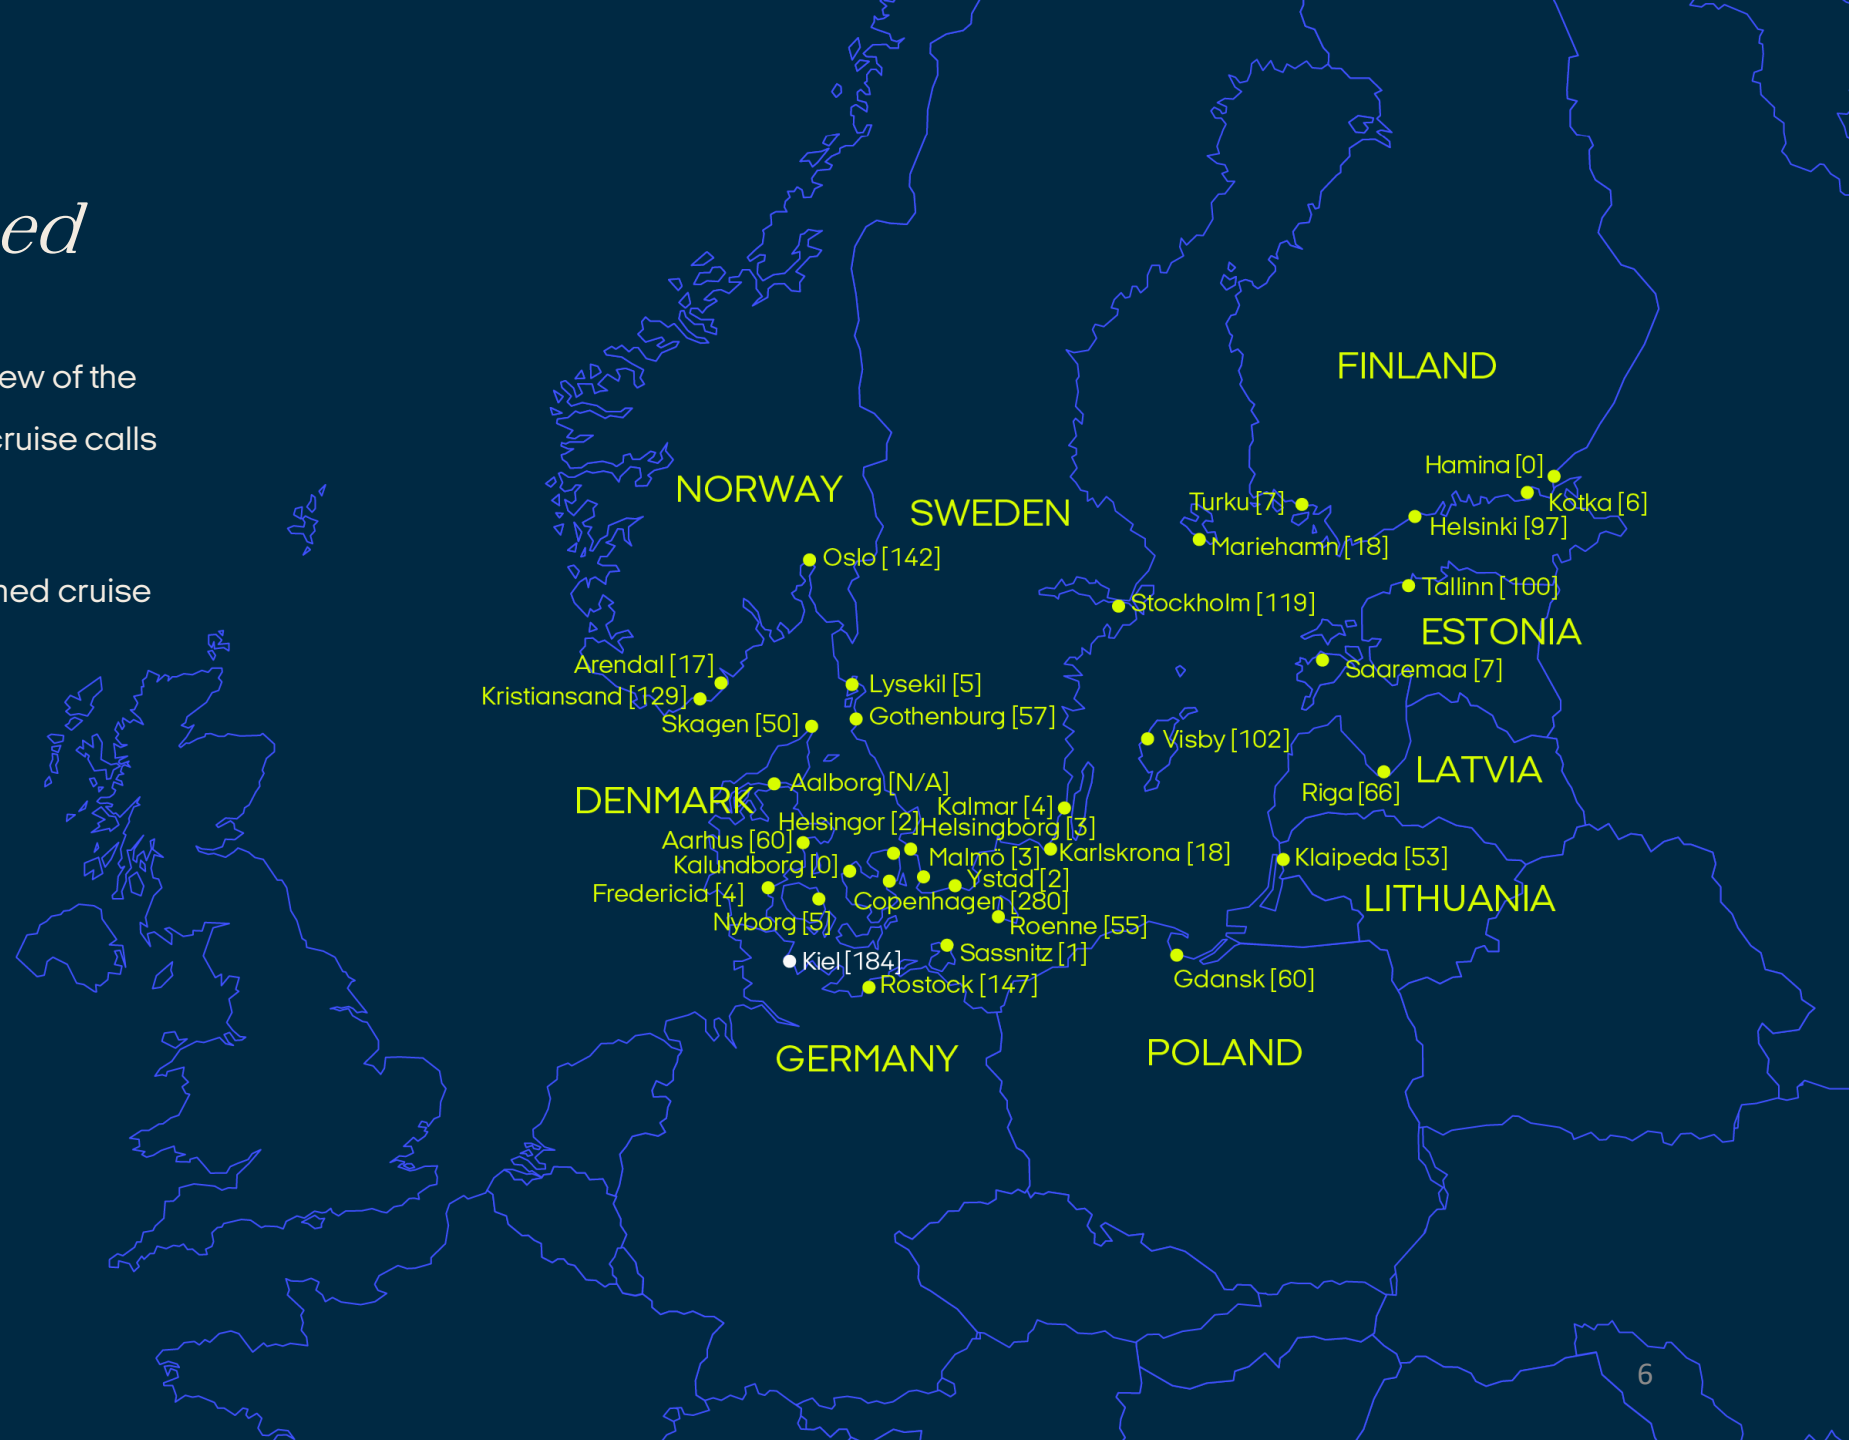 ed
ew of the
cruise calls
ned cruise
FINLAND
Hamina [0]
NORWAY
Turku [7]
Kotka [6]
SWEDEN
Helsinki [97]
Mariehamn [18]
Oslo [142]
Tallinn [100]
Stockholm [119]
ESTONIA
Arendal [17]
Saaremaa [7]
Lysekil [5]
Kristiansand [129]
Gothenburg [57]
Skagen [50]
Visby [102]
LATVIA
Aalborg [N/A]
Riga [66]
DENMARK
Kalmar [4]
Helsingor [2]
Helsingborg [3]
Aarhus [60]
Karlskrona [18]
Malmö [3]
Klaipeda [53]
Kalundborg [0]
Ystad [2]
Fredericia [4]
LITHUANIA
Copenhagen [280]
Nyborg [5]
Roenne [55]
Sassnitz [1]
Kiel [184]
Gdansk [60]
Rostock [147]
POLAND
GERMANY
6